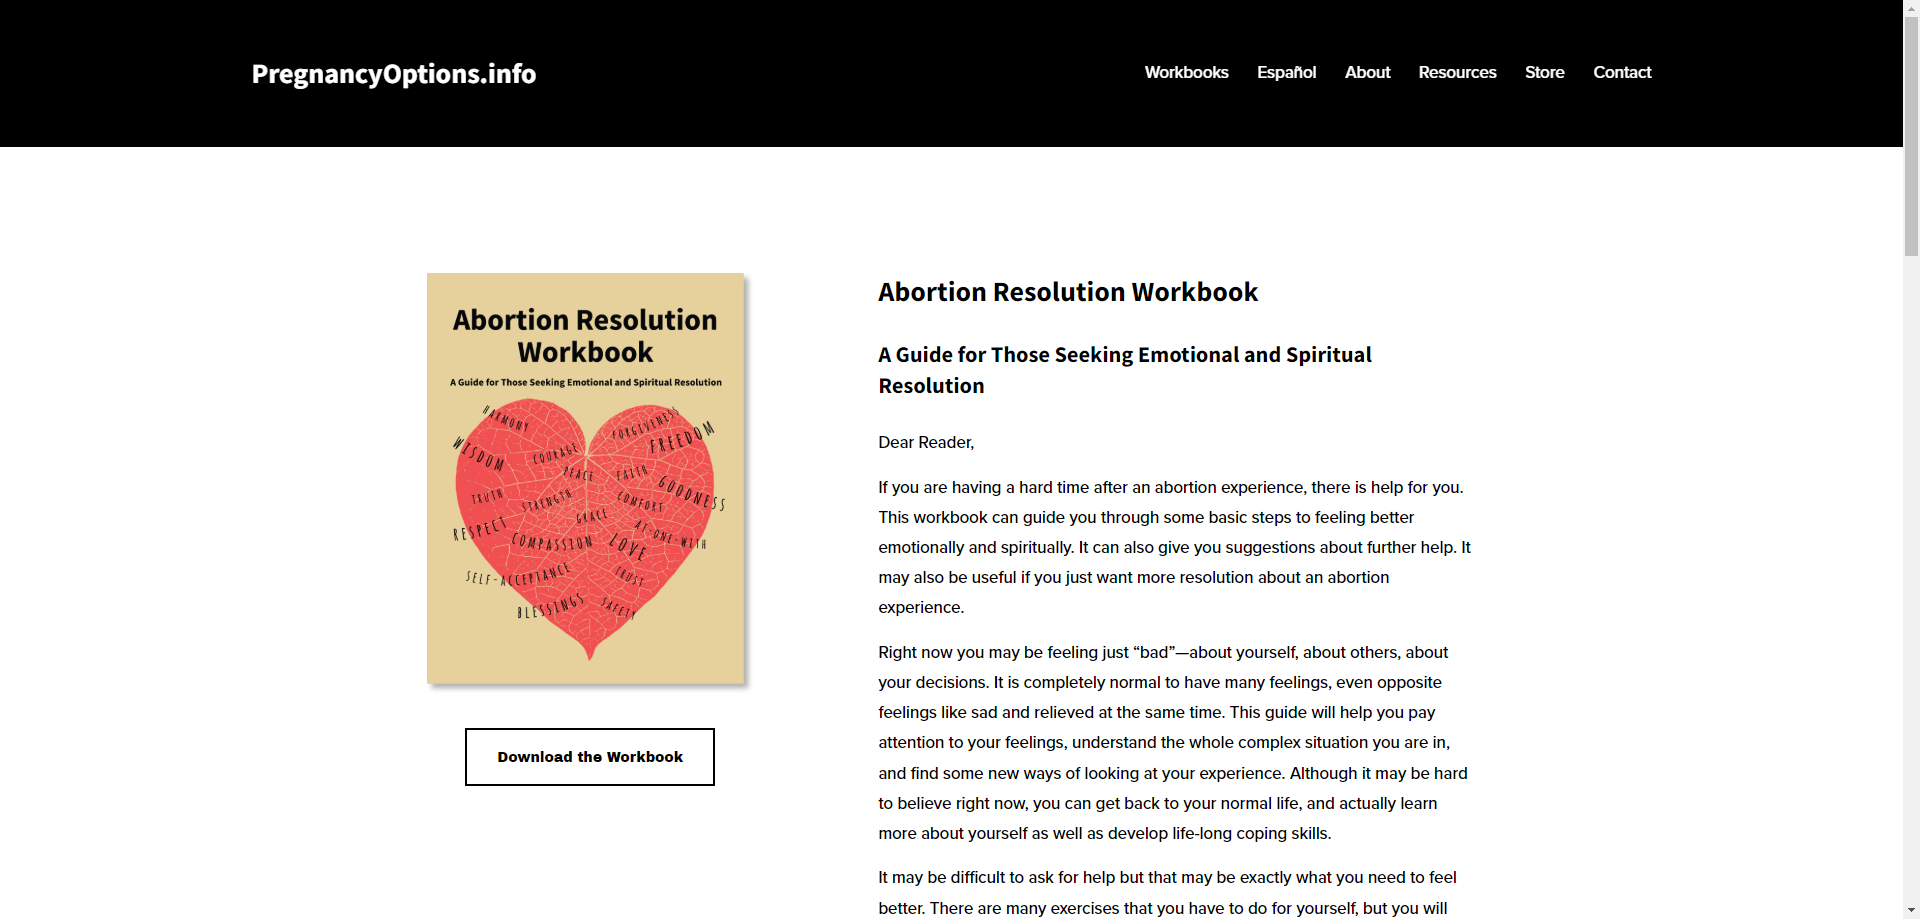 PregnancyOptions.info
Workbooks Español About Resources Store Contact
Abortion Resolution
Workbook
A Guide for Those Seeking Emotional and Spiritual Resolution
HARMONY
FORGIVENESS
WISDOM
COURAGE
FREEDOM
PEACE
FAITH
TRUTH
STRENGTH
COMFORT
GOODNESS
GRACE
RESPECT
COMPASSION
LOVE
AT-ONE-WITH
SELF-ACCEPTANCE
TRUST
BLESSINGS
SAFETY
Download the Workbook
Abortion Resolution Workbook
A Guide for Those Seeking Emotional and Spiritual
Resolution
Dear Reader,
If you are having a hard time after an abortion experience, there is help for you.
This workbook can guide you through some basic steps to feeling better
emotionally and spiritually. It can also give you suggestions about further help. It
may also be useful if you just want more resolution about an abortion
experience.
Right now you may be feeling just “bad”—about yourself, about others, about
your decisions. It is completely normal to have many feelings, even opposite
feelings like sad and relieved at the same time. This guide will help you pay
attention to your feelings, understand the whole complex situation you are in,
and find some new ways of looking at your experience. Although it may be hard
to believe right now, you can get back to your normal life, and actually learn
more about yourself as well as develop life-long coping skills.
It may be difficult to ask for help but that may be exactly what you need to feel
better. There are many exercises that you have to do for yourself, but you will